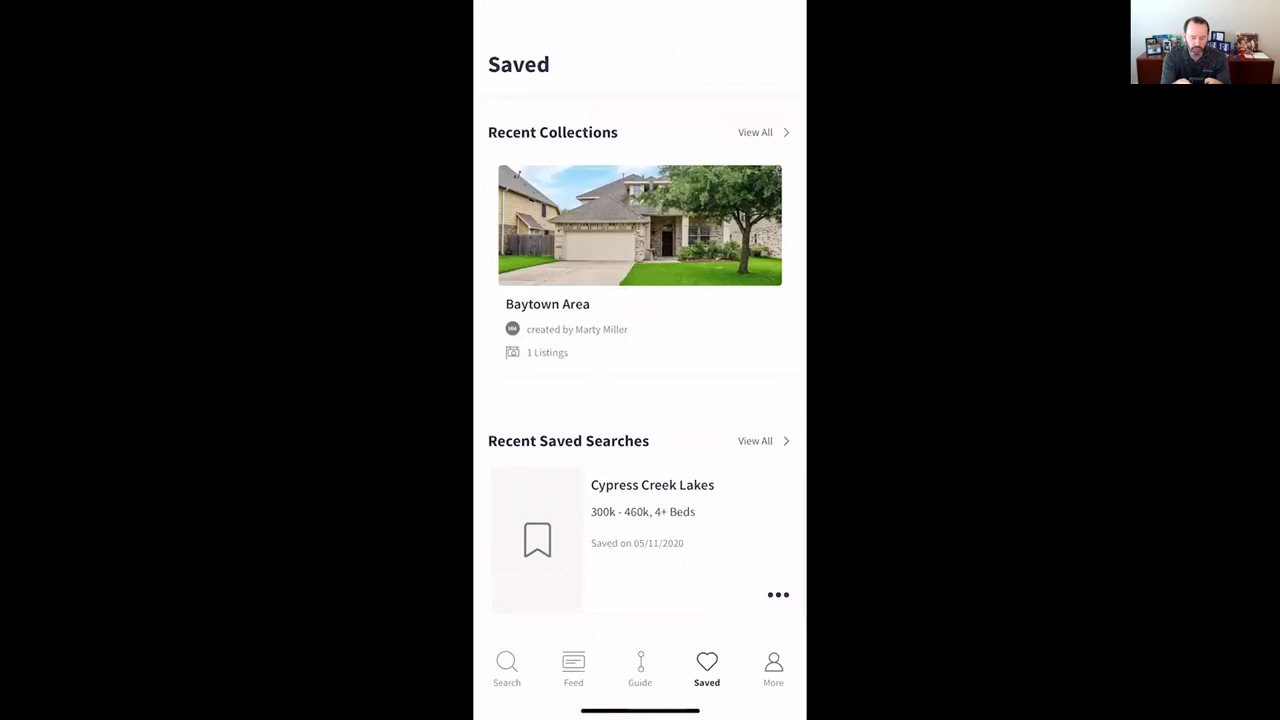 Saved
Recent Collections
View All
Baytown Area
MM
created by Marty Miller
1 Listings
Recent Saved Searches
View All
Cypress Creek Lakes
300k - 460k, 4+ Beds
Saved on 05/11/2020
Search
Feed
Guide
Saved
More